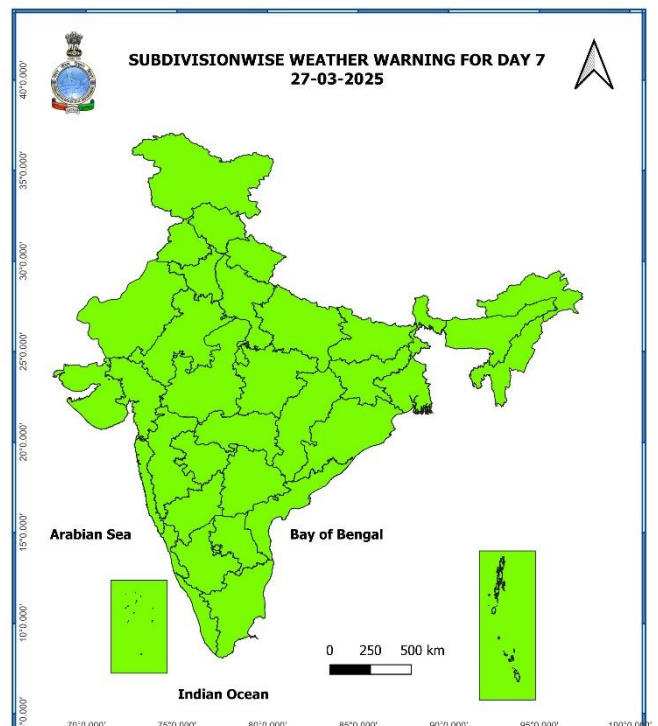 SUBDIVISIONWISE WEATHER WARNING FOR DAY 7
27-03-2025
40°0.000'
35°0.000'
30°0.000'
25°0.000'
20°0.000'
15°0.000'
10°0.000'
Arabian Sea
Bay of Bengal
0 250 500 km
Indian Ocean
70°0.000' 75°0.000' 80°0.000' 85°0.000' 90°0.000' 95°0.000' 100°0.000'